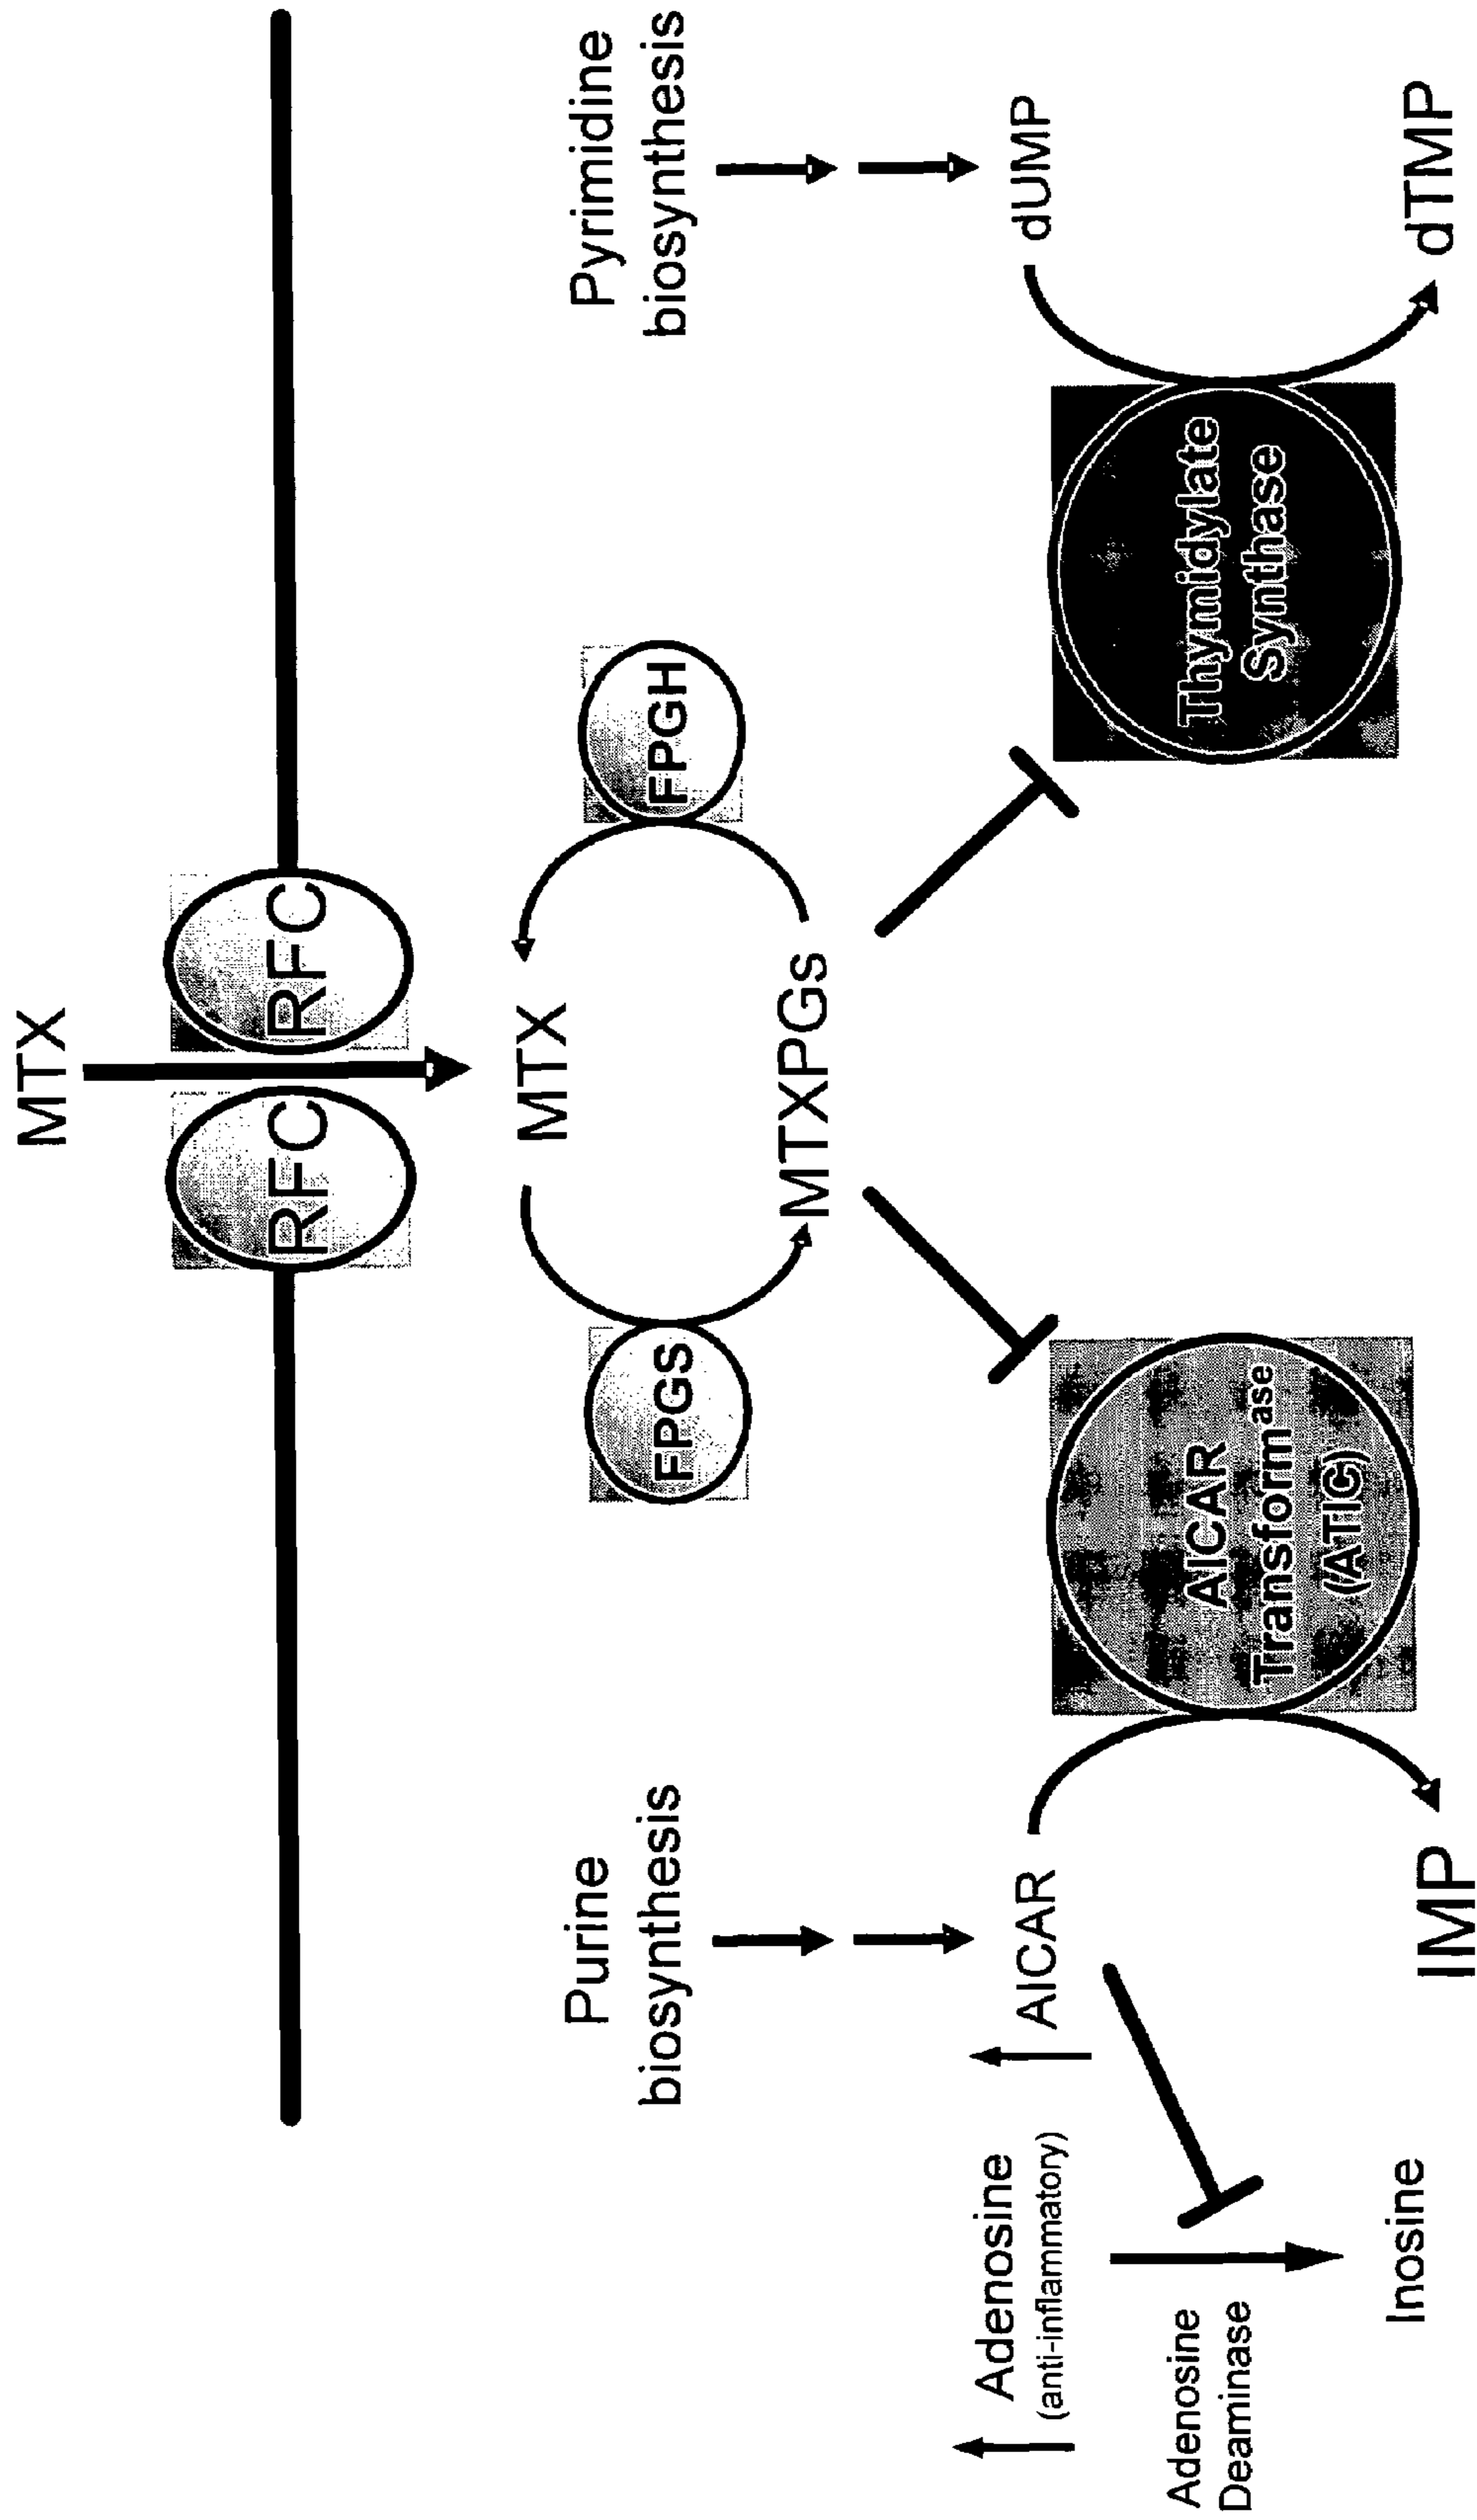 MTX
RFC
RFC
MTX
FPGS
FPGH
MTXPGs
Purine
biosynthesis
Pyrimidine
biosynthesis
Adenosine
(anti-inflammatory)
AICAR
dUMP
Adenosine
Deaminase
AICAR
Transformase
(ATIC)
Thymidylate
Synthase
Inosine
IMP
dTMP